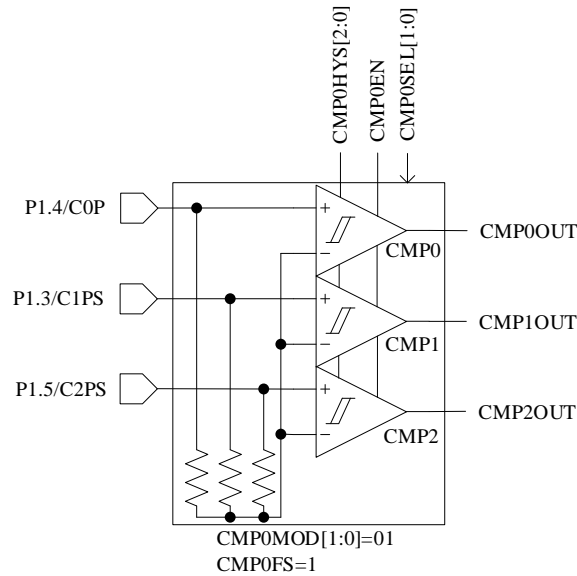 CMP0HYS[2:0]
CMP0EN
CMP0SEL[1:0]
P1.4/C0P
+
−
CMP0
CMP0OUT
P1.3/C1PS
+
−
CMP1
CMP1OUT
P1.5/C2PS
+
−
CMP2
CMP2OUT
CMP0MOD[1:0]=01
CMP0FS=1